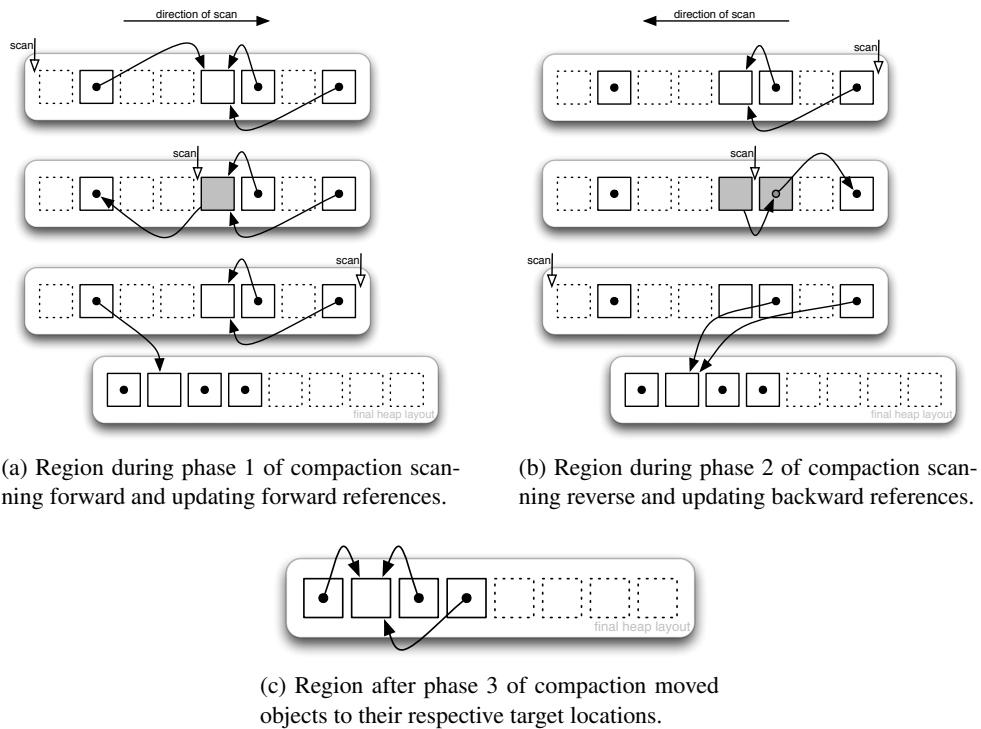 direction of scan
scan
scan
scan
final heap layout
(a) Region during phase 1 of compaction scan-
ning forward and updating forward references.
direction of scan
scan
scan
scan
final heap layout
(b) Region during phase 2 of compaction scan-
ning reverse and updating backward references.
final heap layout
(c) Region after phase 3 of compaction moved
objects to their respective target locations.